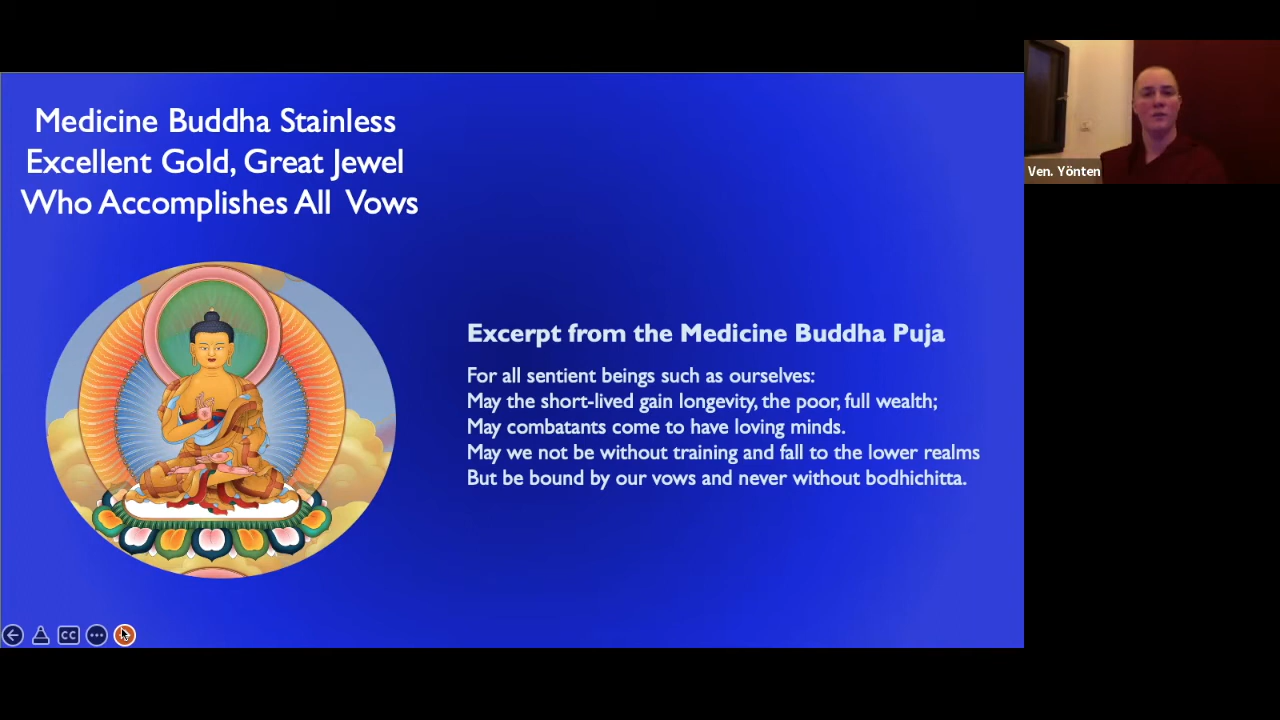 Medicine Buddha Stainless
Excellent Gold, Great Jewel
Who Accomplishes All Vows
Excerpt from the Medicine Buddha Puja
For all sentient beings such as ourselves:
May the short-lived gain longevity, the poor, full wealth;
May combatants come to have loving minds.
May we not be without training and fall to the lower realms
But be bound by our vows and never without bodhichitta.
Ven. Yönten
CC